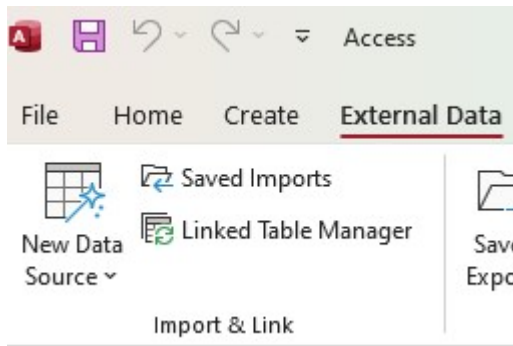 Access
File Home Create External Data
Saved Imports
Linked Table Manager
New Data
Source
Import & Link